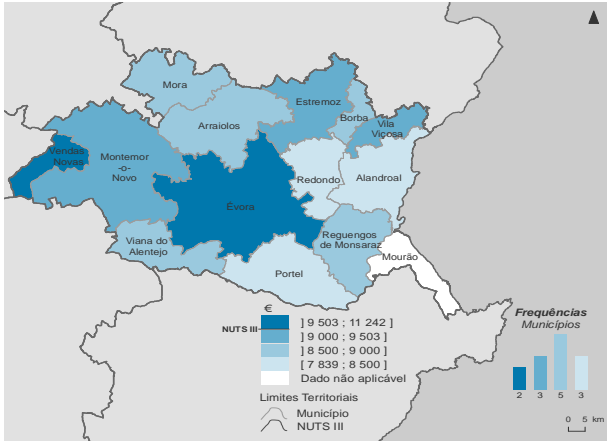 Mora
Estremoz
Borba
Arraiolos
Vila
Viçosa
Vendas
Novas
Montemor
-o-
Novo
Redondo
Alandroal
Évora
Viana do
Alentejo
Reguengos
de Monsaraz
Mourão
Portel
€
NUTS III
] 9 503 ; 11 242 ]
] 9 000 ; 9 503 ]
] 8 500 ; 9 000 ]
[ 7 839 ; 8 500 ]
Dado não aplicável
Limites Territoriais
Município
NUTS III
Frequências
Municípios
2 3 5 3
0 5 km